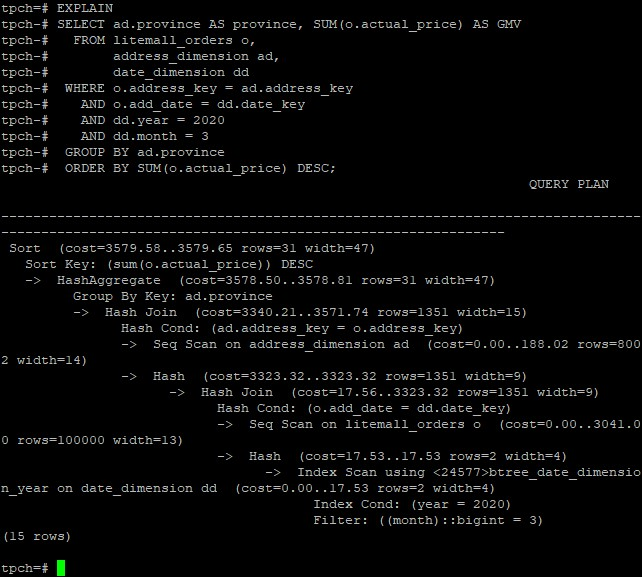 tpch=# EXPLAIN
tpch-# SELECT ad.province AS province, SUM(o.actual_price) AS GMV
tpch-#   FROM litemall_orders o,
tpch-#        address_dimension ad,
tpch-#        date_dimension dd
tpch-#  WHERE o.address_key = ad.address_key
tpch-#    AND o.add_date = dd.date_key
tpch-#    AND dd.year = 2020
tpch-#    AND dd.month = 3
tpch-#  GROUP BY ad.province
tpch-#  ORDER BY SUM(o.actual_price) DESC;
                                                                  QUERY PLAN
--------------------------------------------------------------------------------
---------------------------------------------------------------
 Sort  (cost=3579.58..3579.65 rows=31 width=47)
   Sort Key: (sum(o.actual_price)) DESC
   ->  HashAggregate  (cost=3578.50..3578.81 rows=31 width=47)
         Group By Key: ad.province
         ->  Hash Join  (cost=3340.21..3571.74 rows=1351 width=15)
               Hash Cond: (ad.address_key = o.address_key)
               ->  Seq Scan on address_dimension ad  (cost=0.00..188.02 rows=800
2 width=14)
               ->  Hash  (cost=3323.32..3323.32 rows=1351 width=9)
                     ->  Hash Join  (cost=17.56..3323.32 rows=1351 width=9)
                           Hash Cond: (o.add_date = dd.date_key)
                           ->  Seq Scan on litemall_orders o  (cost=0.00..3041.0
00 rows=100000 width=13)
                           ->  Hash  (cost=17.53..17.53 rows=2 width=4)
                                 ->  Index Scan using <24577>btree_date_dimensio
n_year on date_dimension dd  (cost=0.00..17.53 rows=2 width=4)
                                       Index Cond: (year = 2020)
                                       Filter: ((month)::bigint = 3)
(15 rows)
tpch=#